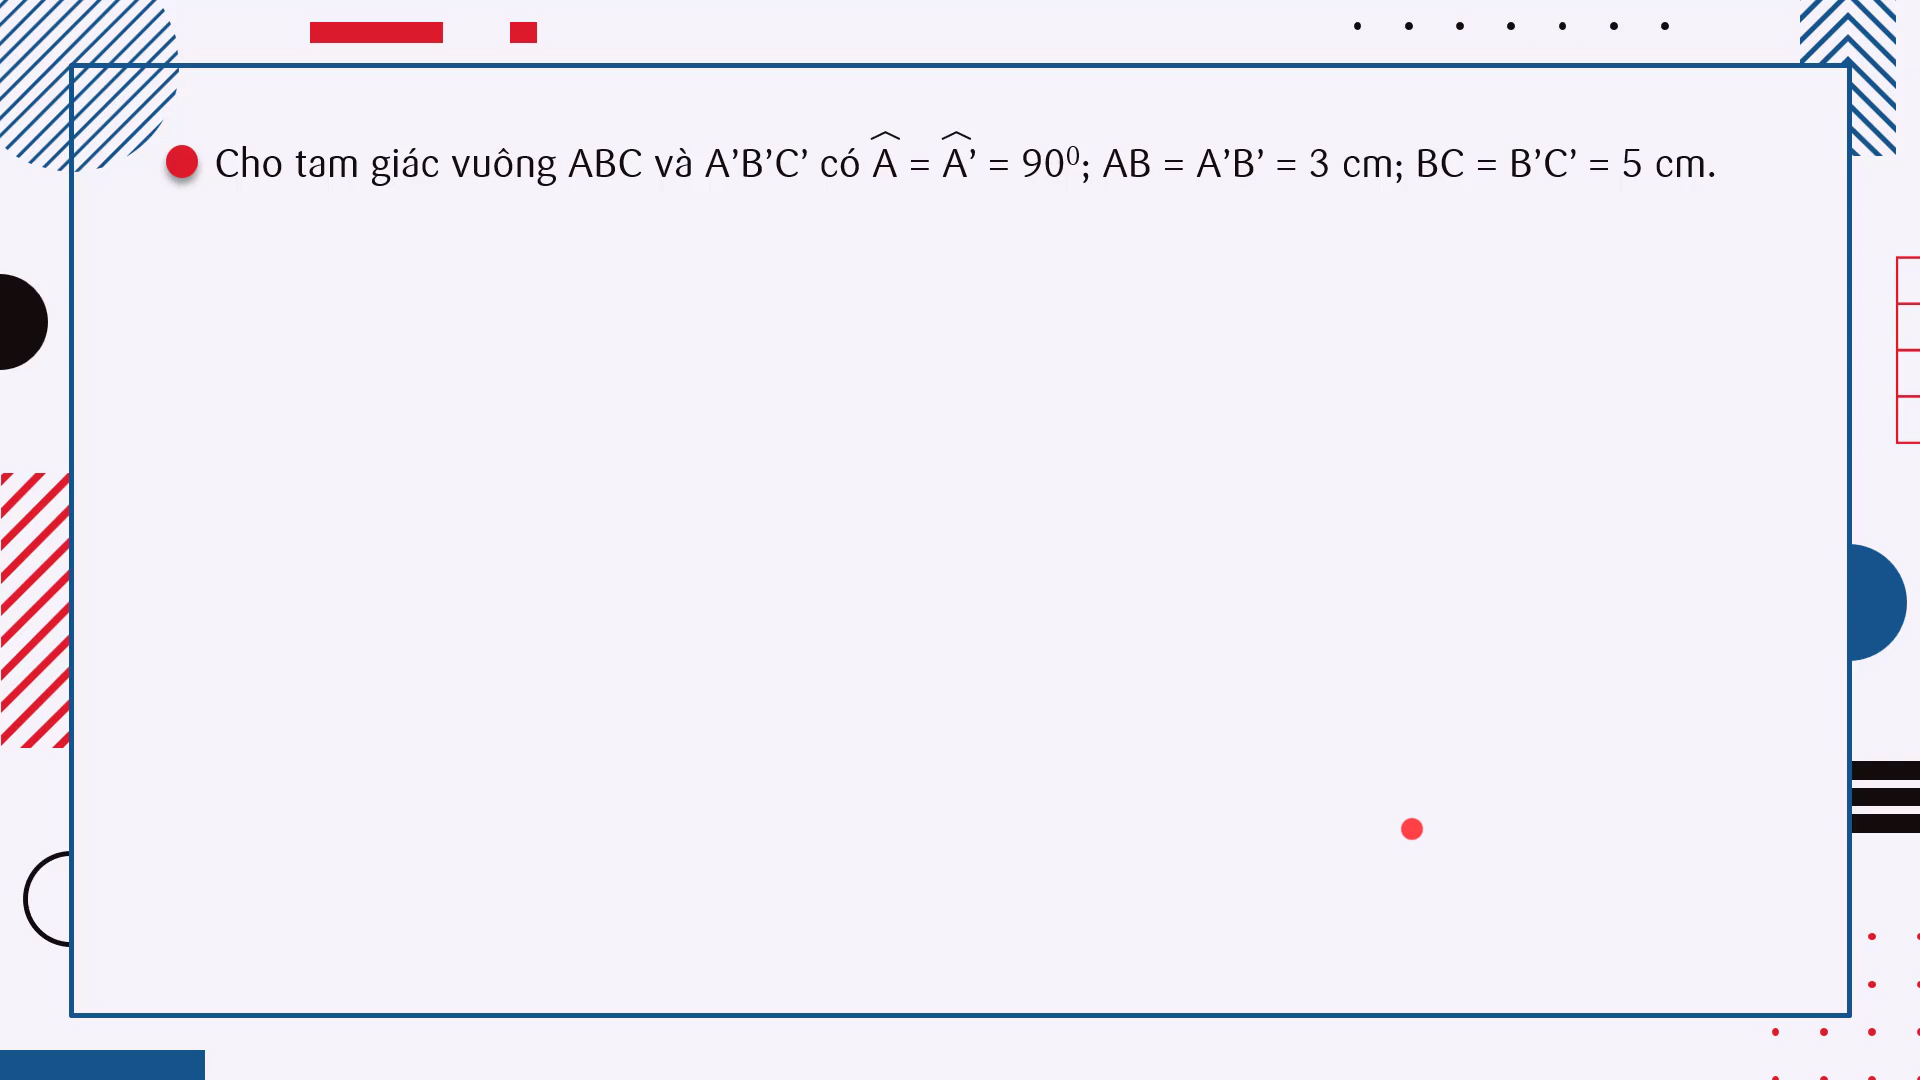 Cho tam giác vuông ABC và A’B’C’ có Â = Â’ = 90⁰; AB = A’B’ = 3 cm; BC = B’C’ = 5 cm.